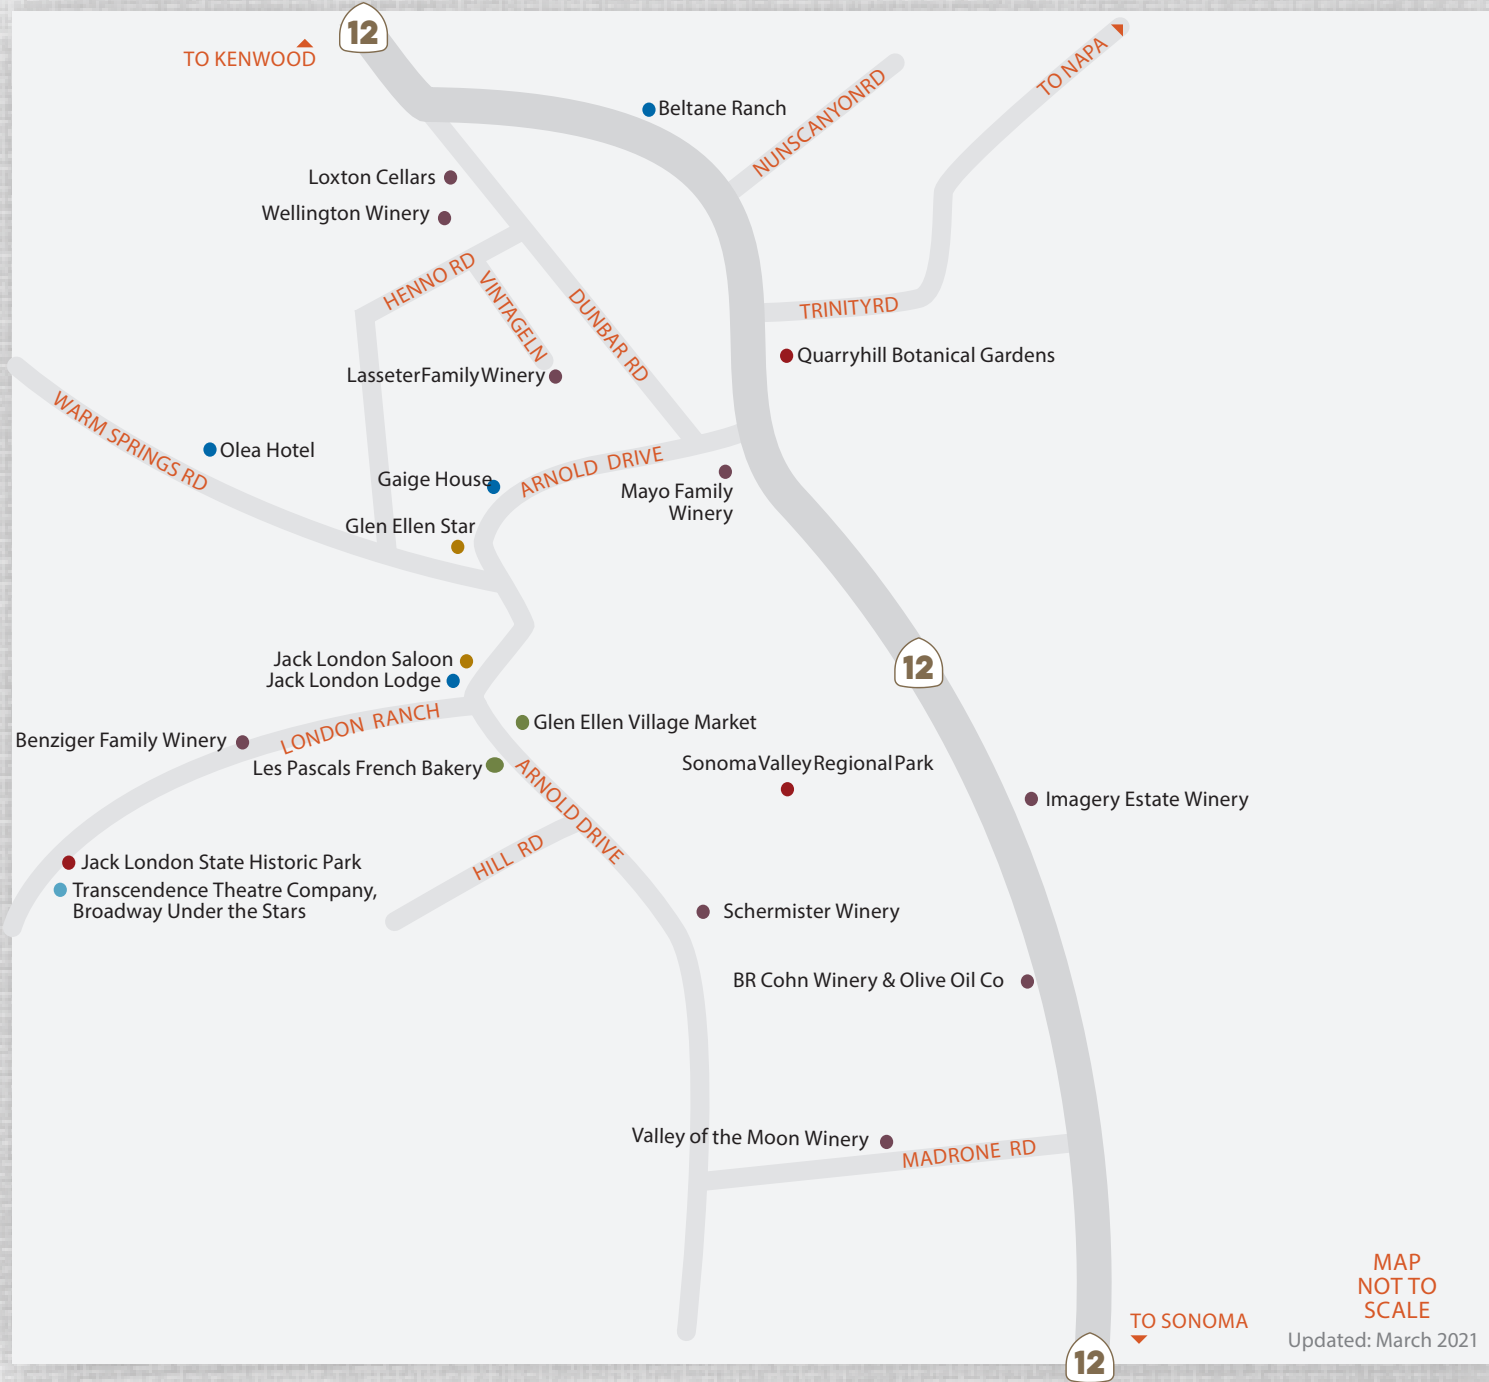 12
TO KENWOOD
TO NAPA
Beltane Ranch
NUNSCANYONRD
Loxton Cellars
Wellington Winery
HENNO RD
VINTAGELN
DUNBAR RD
TRINITYRD
Quarryhill Botanical Gardens
LasseterFamilyWinery
WARM SPRINGS RD
Olea Hotel
ARNOLD DRIVE
Gaige House
Mayo Family
Winery
Glen Ellen Star
12
Jack London Saloon
Jack London Lodge
LONDON RANCH
Glen Ellen Village Market
Benziger Family Winery
Les Pascals French Bakery
SonomaValleyRegionalPark
ARNOLD DRIVE
Imagery Estate Winery
HILL RD
Jack London State Historic Park
Transcendence Theatre Company,
Broadway Under the Stars
Schermister Winery
BR Cohn Winery & Olive Oil Co
Valley of the Moon Winery
MADRONE RD
MAP
NOT TO
SCALE
TO SONOMA
Updated: March 2021
12